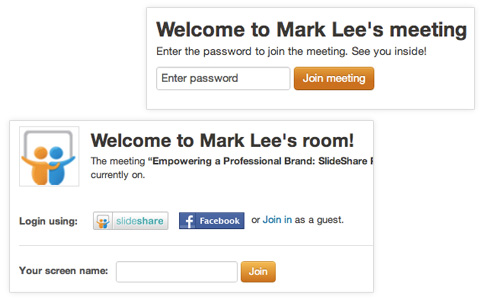 Welcome to Mark Lee's meeting
Enter the password to join the meeting. See you inside!
Enter password
Join meeting
Welcome to Mark Lee's room!
The meeting “Empowering a Professional Brand: SlideShare
currently on.
Login using: slideshare Facebook or Join in as a guest.
Your screen name: Join